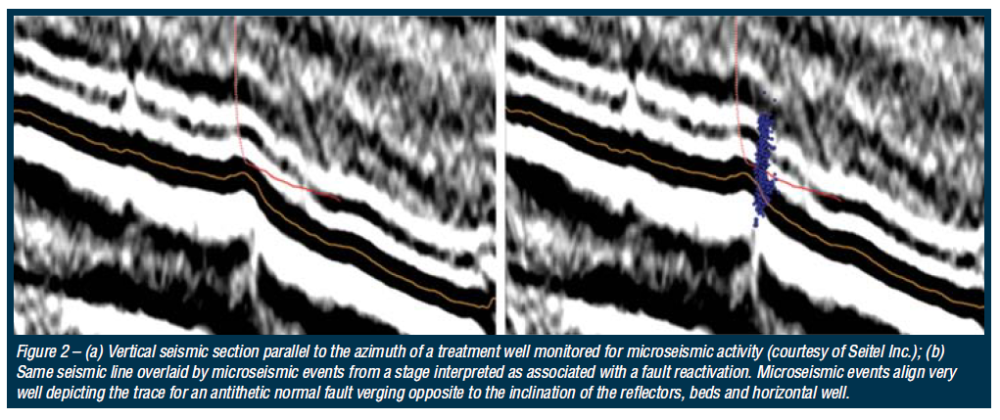 Figure 2 – (a) Vertical seismic section parallel to the azimuth of a treatment well monitored for microseismic activity (courtesy of Seitel Inc.); (b)
Same seismic line overlaid by microseismic events from a stage interpreted as associated with a fault reactivation. Microseismic events align very
well depicting the trace for an antithetic normal fault verging opposite to the inclination of the reflectors, beds and horizontal well.